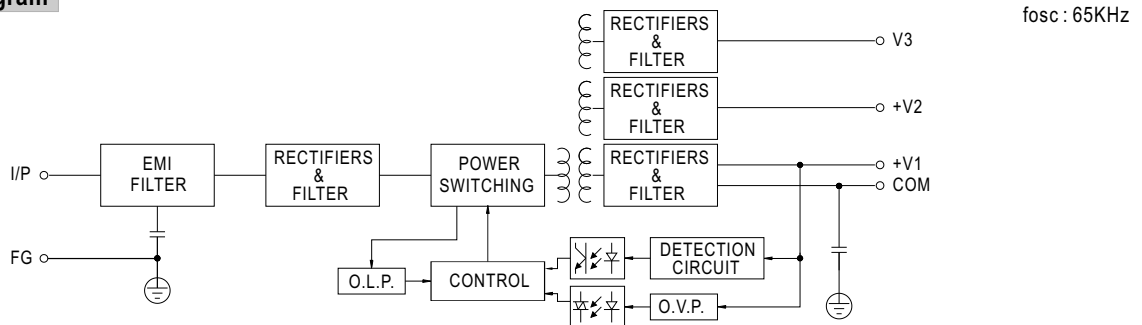 gram
fosc : 65KHz
RECTIFIERS
&
FILTER
V3
RECTIFIERS
&
FILTER
+V2
I/P
EMI
FILTER
RECTIFIERS
&
FILTER
POWER
SWITCHING
RECTIFIERS
&
FILTER
+V1
COM
FG
O.L.P.
CONTROL
DETECTION
CIRCUIT
O.V.P.